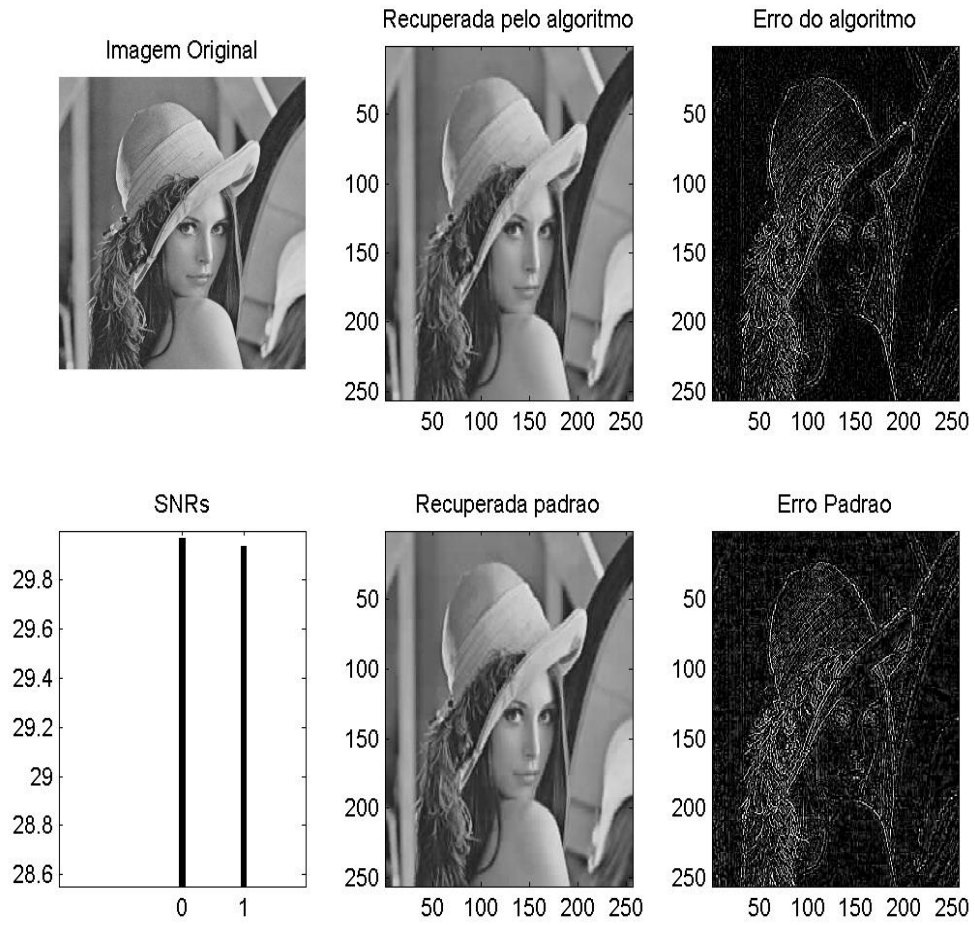 Imagem Original
Recuperada pelo algoritmo
50
100
150
200
250
50 100 150 200 250
Erro do algoritmo
50
100
150
200
250
50 100 150 200 250
SNRs
29.8
29.6
29.4
29.2
29
28.8
28.6
0 1
Recuperada padrao
50
100
150
200
250
50 100 150 200 250
Erro Padrao
50
100
150
200
250
50 100 150 200 250